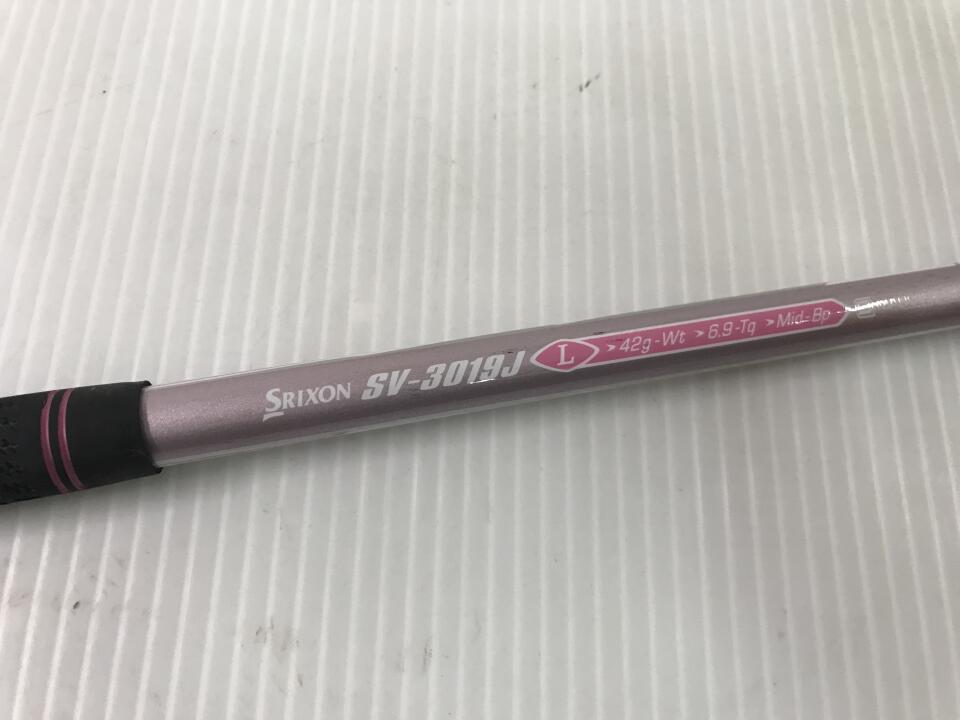 SRIXON SV-3019J L >42g-Wt >6.9-Tq >Mid-Bp